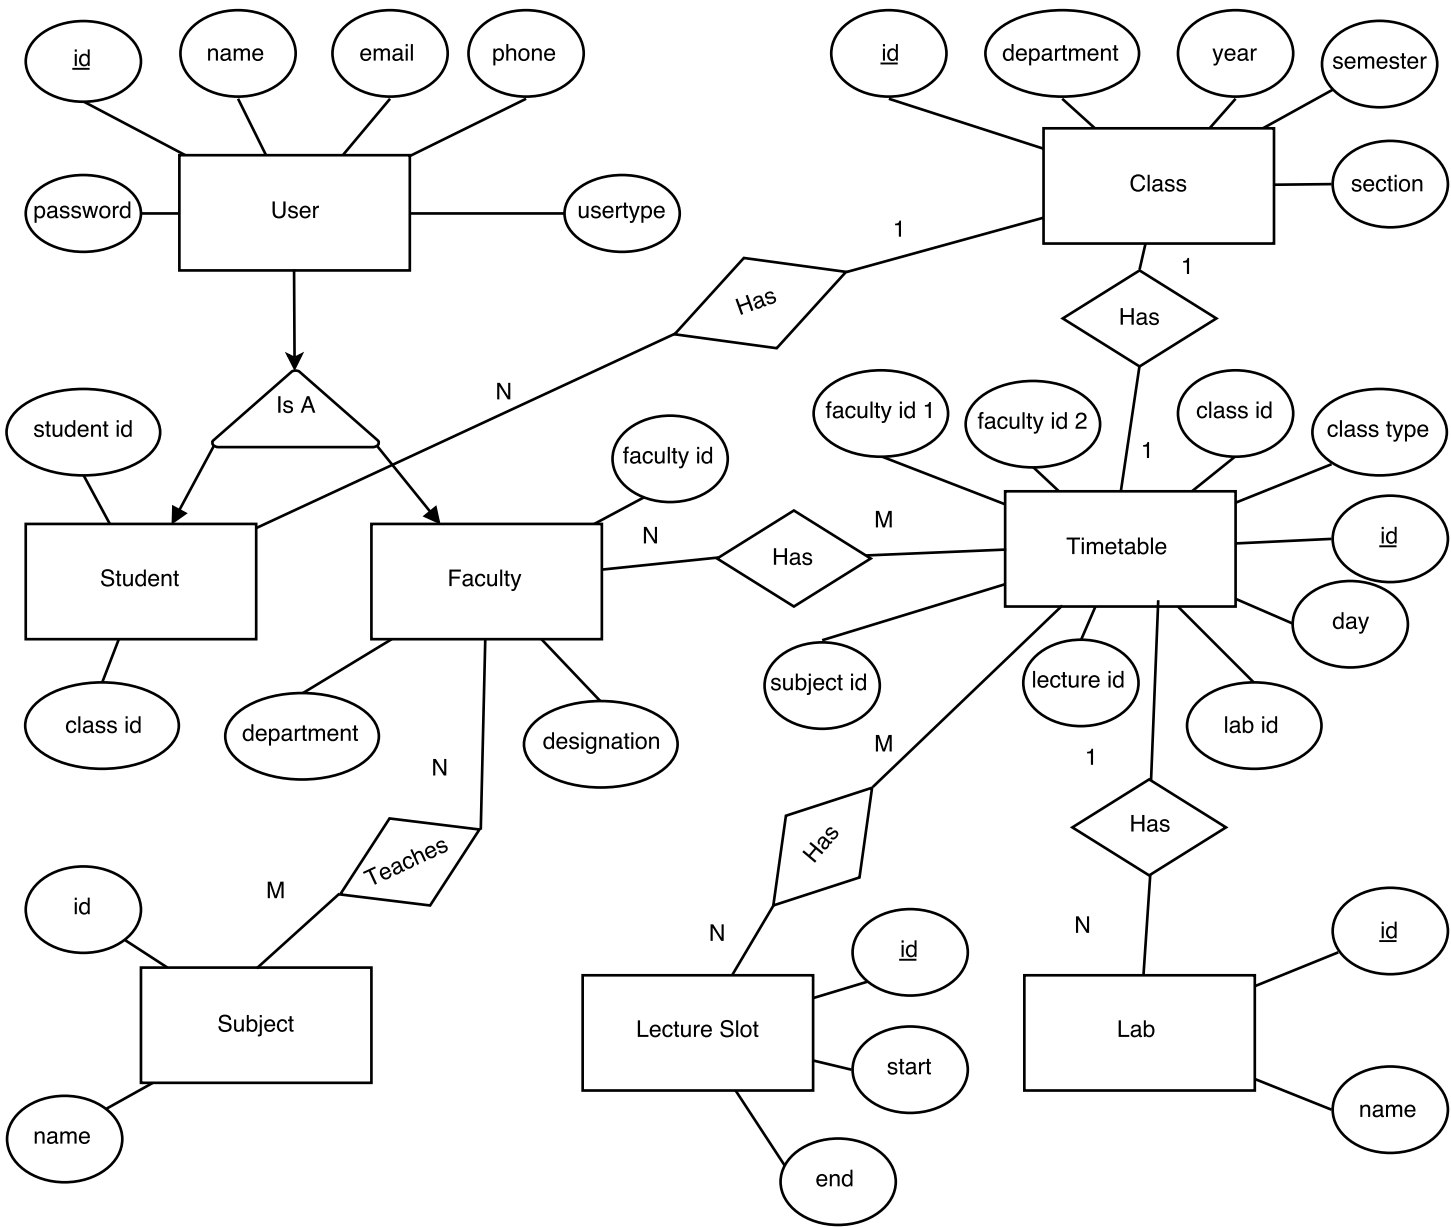 id
name
email
phone
id
department
year
semester
password
User
usertype
Class
section
1
Has
1
Has
N
Is A
student id
faculty id
faculty id 1
faculty id 2
class id
class type
1
Student
Faculty
N
Has
M
Timetable
id
day
class id
department
designation
subject id
lecture id
lab id
N
M
1
Teaches
Has
Has
M
id
N
id
N
id
Subject
Lecture Slot
Lab
start
name
name
end